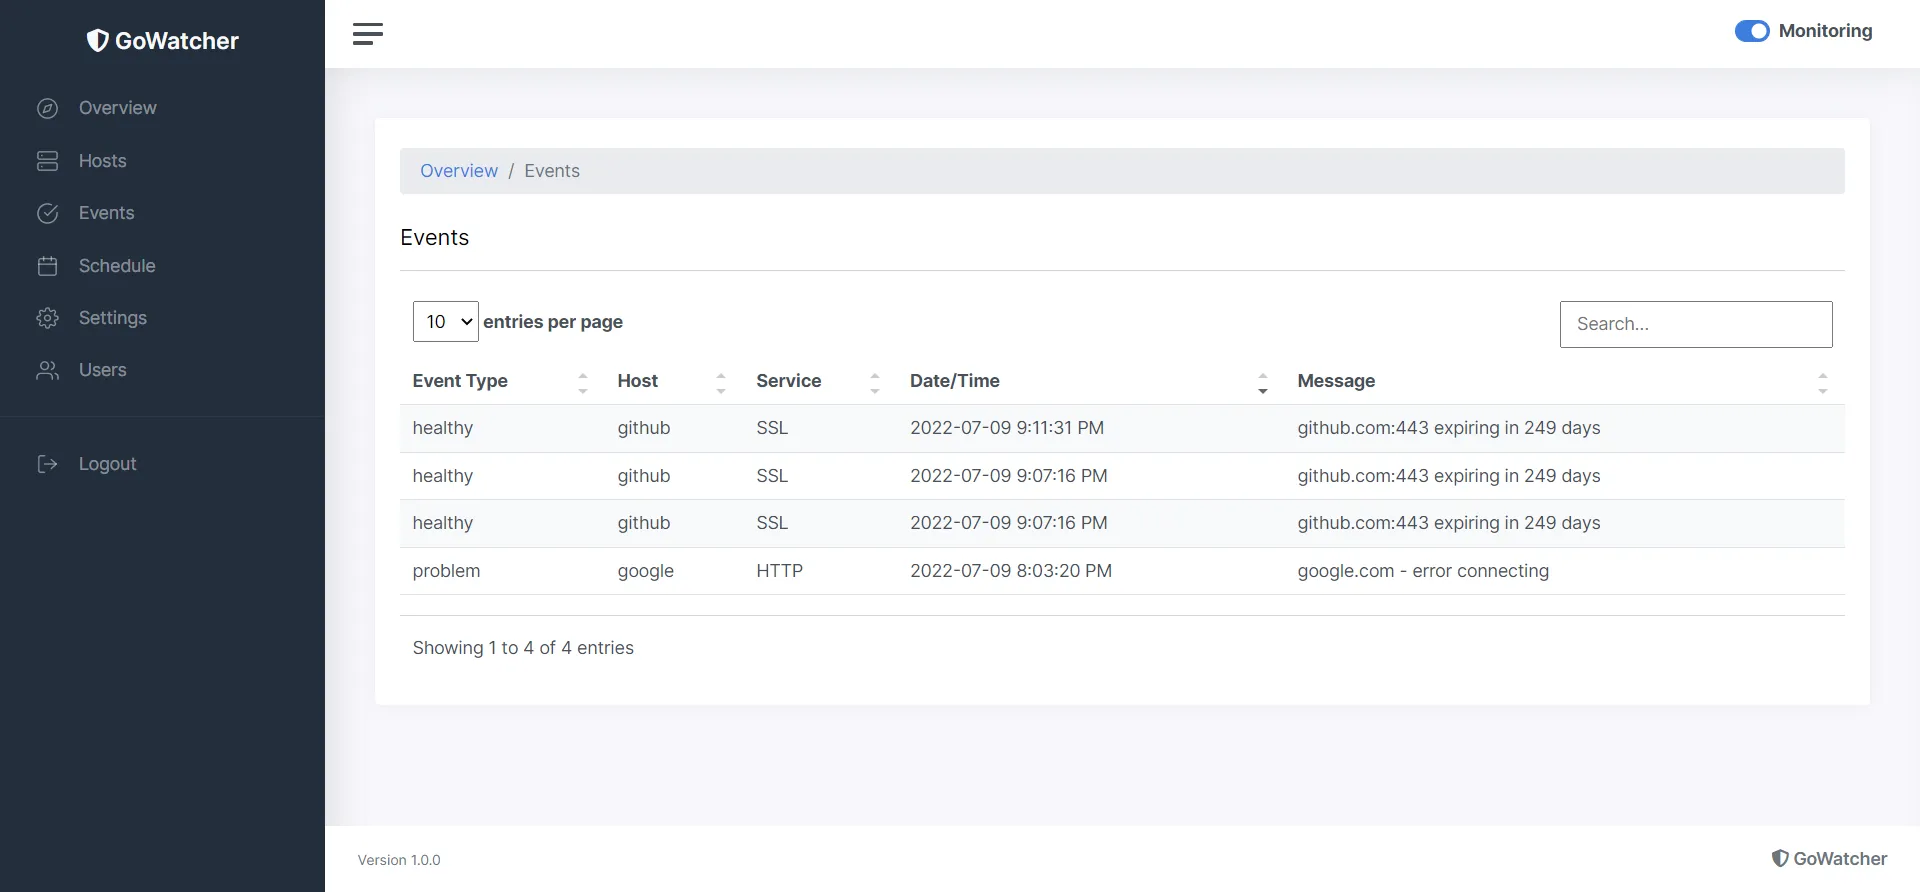 GoWatcher
Monitoring
Overview
Hosts
Events
Schedule
Settings
Users
Logout
Overview / Events
Events
10 entries per page
Search...
Event Type Host Service Date/Time Message
healthy github SSL 2022-07-09 9:11:31 PM github.com:443 expiring in 249 days
healthy github SSL 2022-07-09 9:07:16 PM github.com:443 expiring in 249 days
healthy github SSL 2022-07-09 9:07:16 PM github.com:443 expiring in 249 days
problem google HTTP 2022-07-09 8:03:20 PM google.com - error connecting
Showing 1 to 4 of 4 entries
Version 1.0.0
GoWatcher